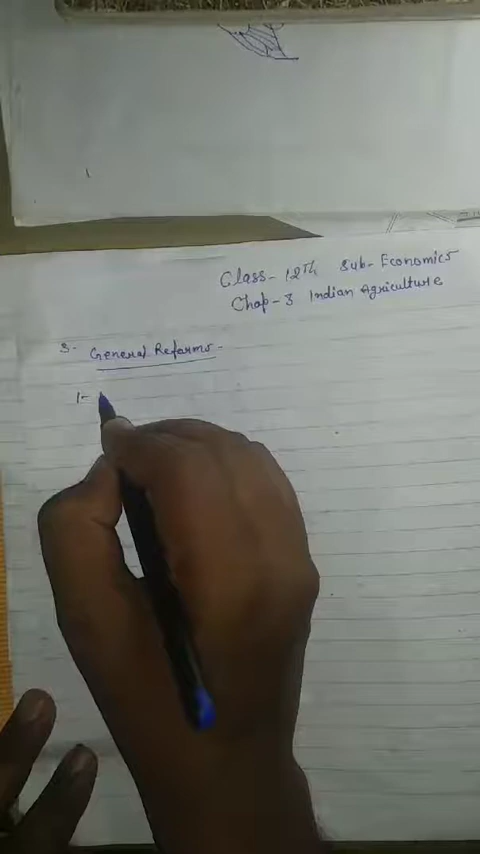 Class- 12Th Sub- Economics
Chap- 3 Indian Agriculture
3- General Reforms-
1-